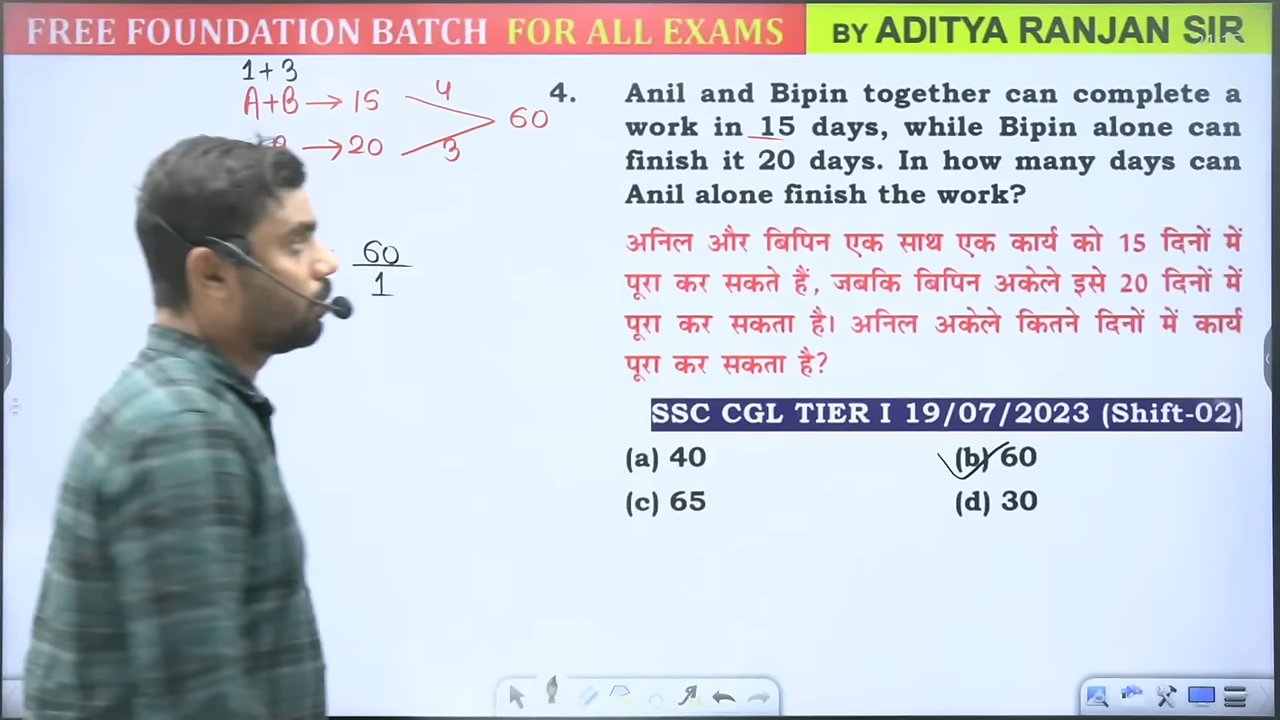 FREE FOUNDATION BATCH FOR ALL EXAMS
BY ADITYA RANJAN SIR
1+3
A+B → 15 4
60
→ 20 3
60
1
4. Anil and Bipin together can complete a
work in 15 days, while Bipin alone can
finish it 20 days. In how many days can
Anil alone finish the work?
अनिल और बिपिन एक साथ एक कार्य को 15 दिनों में
पूरा कर सकते हैं, जबकि बिपिन अकेले इसे 20 दिनों में
पूरा कर सकता है। अनिल अकेले कितने दिनों में कार्य
पूरा कर सकता है?
SSC CGL TIER I 19/07/2023 (Shift-02)
(a) 40 (b) 60
(c) 65 (d) 30